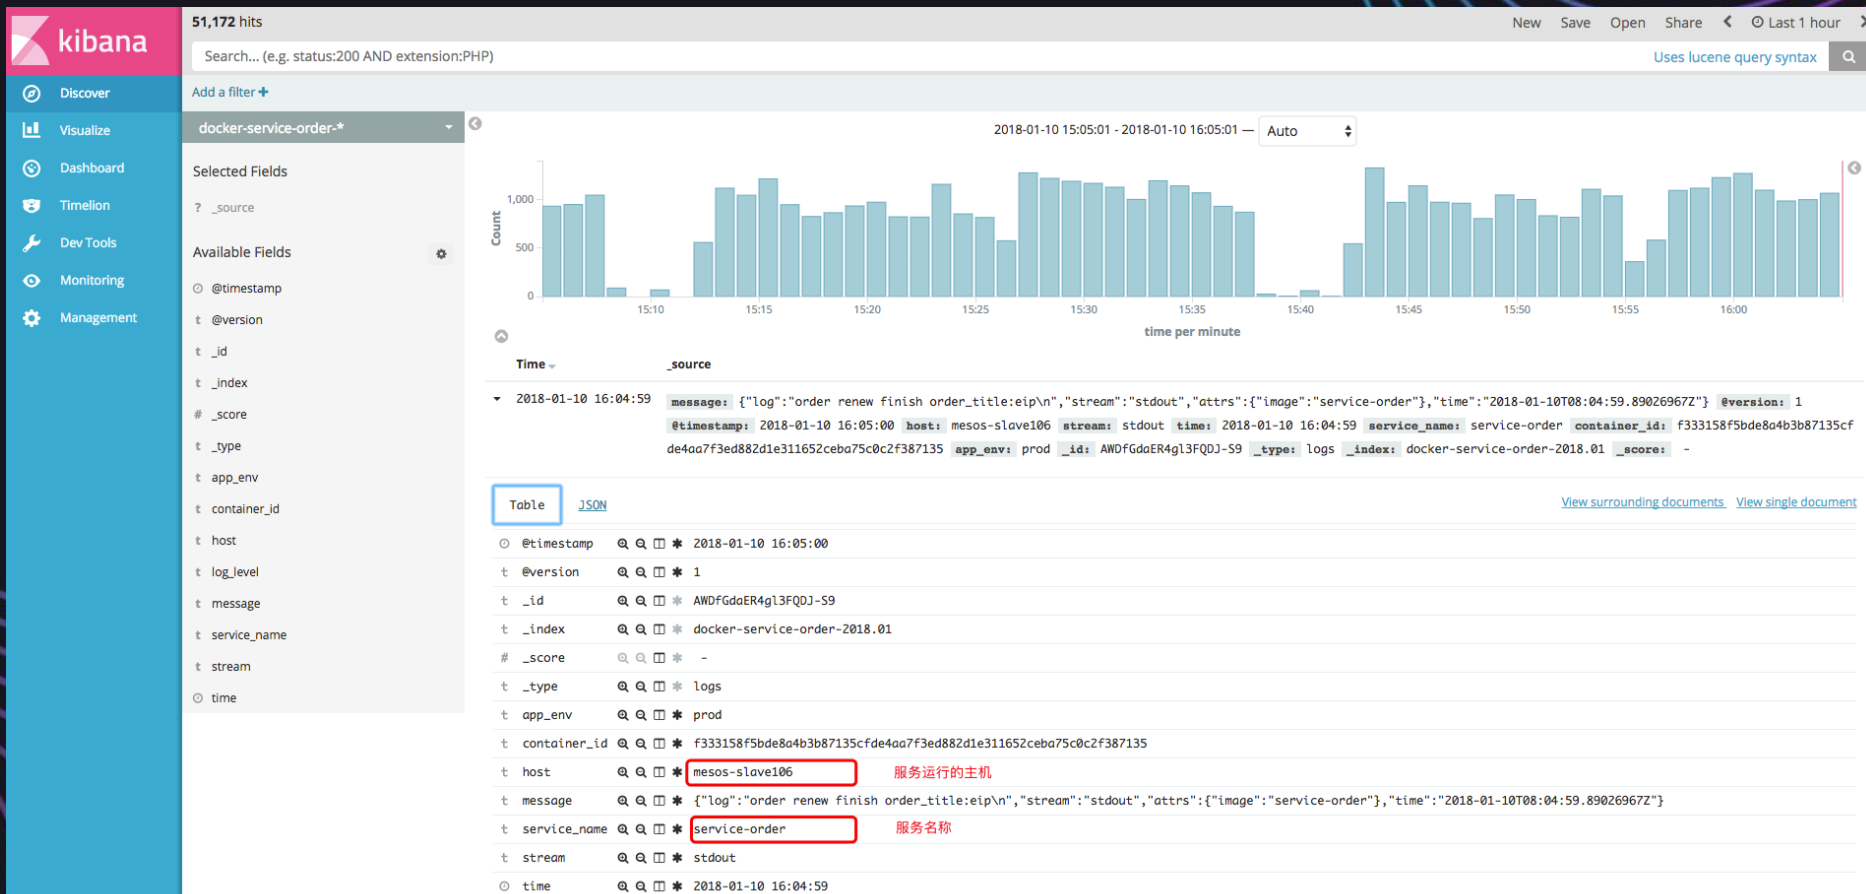 kibana
51,172 hits
New Save Open Share Last 1 hour
Search... (e.g. status:200 AND extension:PHP)
Uses lucene query syntax
Add a filter +
Discover
Visualize
Dashboard
Timelion
Dev Tools
Monitoring
Management
docker-service-order-*
Selected Fields
? _source
Available Fields
@timestamp
t @version
t _id
t _index
# _score
t _type
t app_env
t container_id
t host
t log_level
t message
t service_name
t stream
time
2018-01-10 15:05:01 - 2018-01-10 16:05:01 — Auto
Count
1,000
500
0
15:10 15:15 15:20 15:25 15:30 15:35 15:40 15:45 15:50 15:55 16:00
time per minute
Time _source
2018-01-10 16:04:59 message: {"log":"order renew finish order_title:eip\n","stream":"stdout","attrs":{"image":"service-order"},"time":"2018-01-10T08:04:59.89026967Z"} @version: 1
@timestamp: 2018-01-10 16:05:00 host: mesos-slave106 stream: stdout time: 2018-01-10 16:04:59 service_name: service-order container_id: f333158f5bde8a4b3b87135cf
de4aa7f3ed882d1e311652ceba75c0c2f387135 app_env: prod _id: AWDfGdaER4gl3FQDJ-S9 _type: logs _index: docker-service-order-2018.01 _score: -
Table JSON
View surrounding documents View single document
@timestamp 2018-01-10 16:05:00
t @version 1
t _id AWDfGdaER4gl3FQDJ-S9
t _index docker-service-order-2018.01
# _score -
t _type logs
t app_env prod
t container_id f333158f5bde8a4b3b87135cfde4aa7f3ed882d1e311652ceba75c0c2f387135
t host mesos-slave106 服务运行的主机
t message {"log":"order renew finish order_title:eip\n","stream":"stdout","attrs":{"image":"service-order"},"time":"2018-01-10T08:04:59.89026967Z"}
t service_name service-order 服务名称
t stream stdout
time 2018-01-10 16:04:59